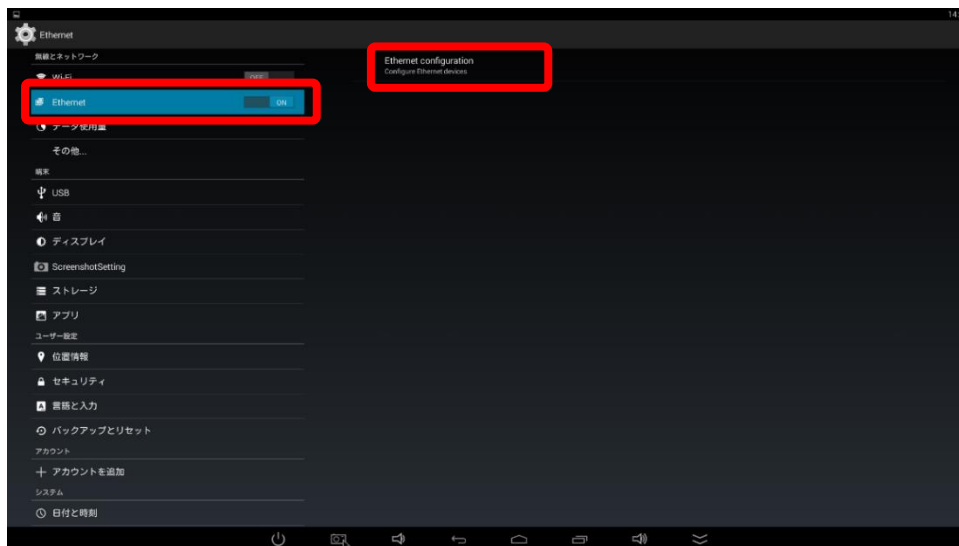 14:
Ethernet
無線とネットワーク
Wi-Fi
OFF
Ethernet
ON
データ使用量
その他...
端末
USB
音
ディスプレイ
ScreenshotSetting
ストレージ
アプリ
ユーザー設定
位置情報
セキュリティ
言語と入力
バックアップとリセット
アカウント
アカウントを追加
システム
日付と時刻
Ethernet configuration
Configure Ethernet devices